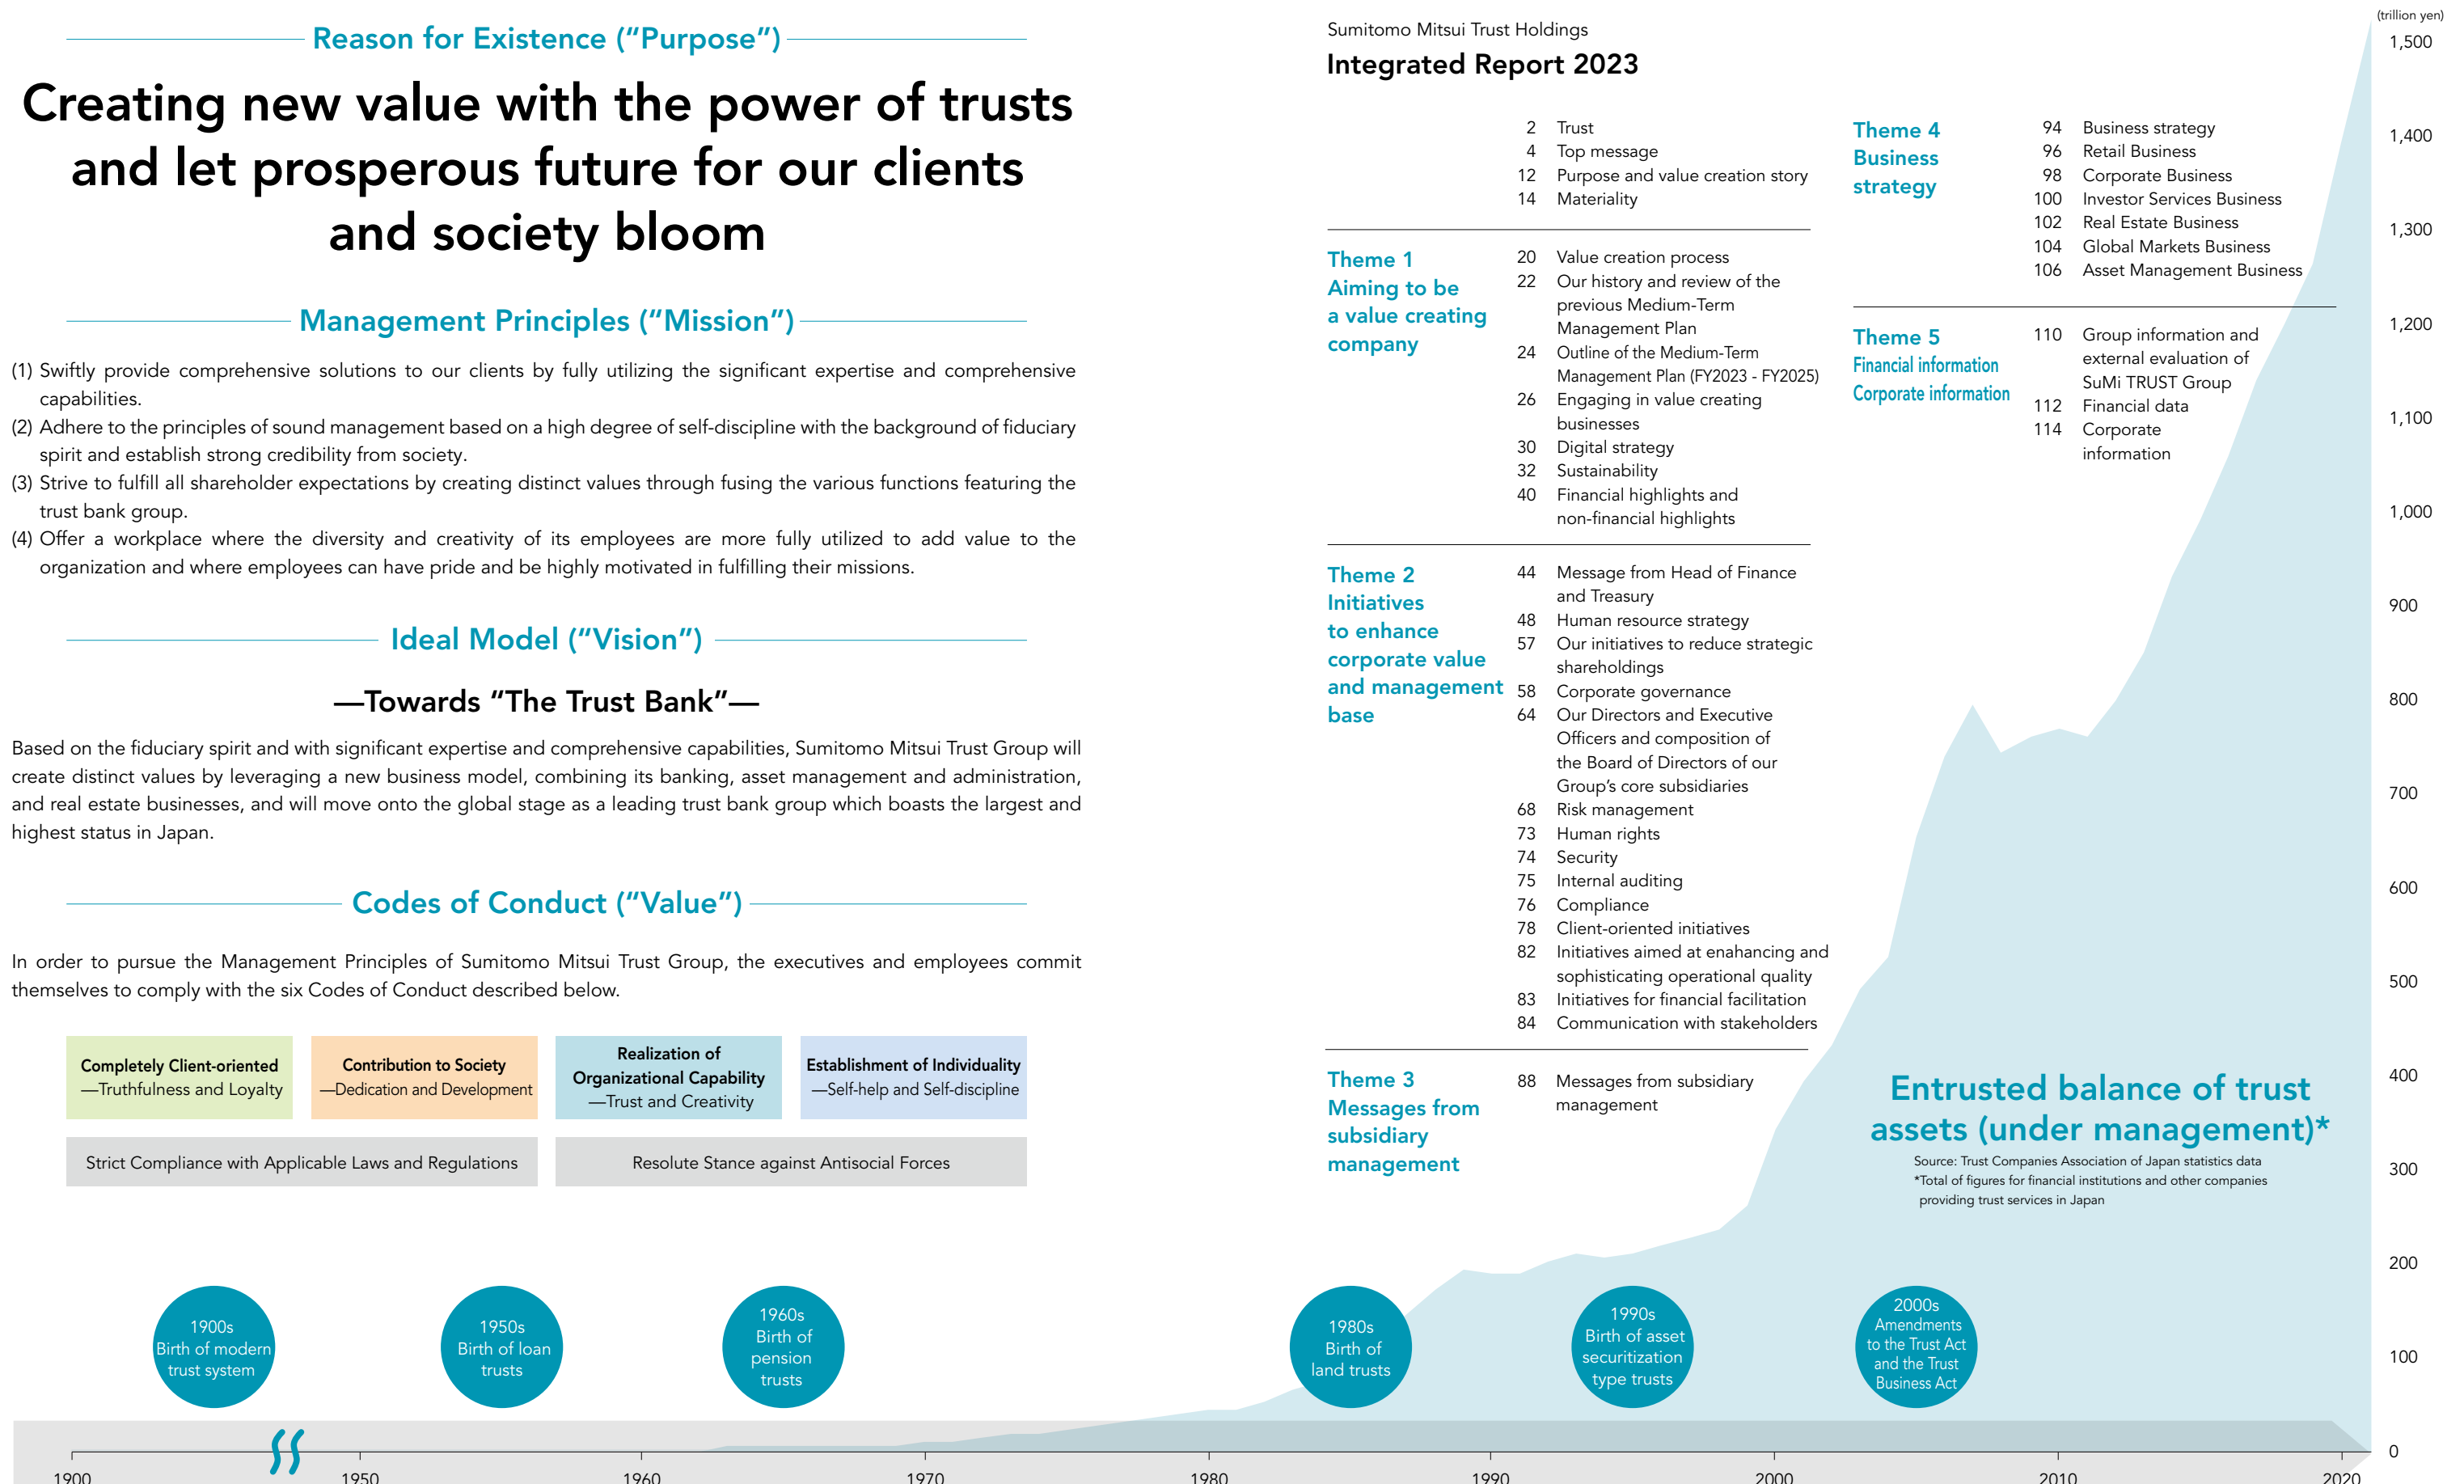 Reason for Existence (“Purpose”)
Creating new value with the power of trusts
and let prosperous future for our clients
and society bloom
Management Principles (“Mission”)
(1) Swiftly provide comprehensive solutions to our clients by fully utilizing the significant expertise and comprehensive
capabilities.
(2) Adhere to the principles of sound management based on a high degree of self-discipline with the background of fiduciary
spirit and establish strong credibility from society.
(3) Strive to fulfill all shareholder expectations by creating distinct values through fusing the various functions featuring the
trust bank group.
(4) Offer a workplace where the diversity and creativity of its employees are more fully utilized to add value to the
organization and where employees can have pride and be highly motivated in fulfilling their missions.
Ideal Model (“Vision”)
—Towards “The Trust Bank”—
Based on the fiduciary spirit and with significant expertise and comprehensive capabilities, Sumitomo Mitsui Trust Group will
create distinct values by leveraging a new business model, combining its banking, asset management and administration,
and real estate businesses, and will move onto the global stage as a leading trust bank group which boasts the largest and
highest status in Japan.
Codes of Conduct (“Value”)
In order to pursue the Management Principles of Sumitomo Mitsui Trust Group, the executives and employees commit
themselves to comply with the six Codes of Conduct described below.
Completely Client-oriented
—Truthfulness and Loyalty
Contribution to Society
—Dedication and Development
Realization of
Organizational Capability
—Trust and Creativity
Establishment of Individuality
—Self-help and Self-discipline
Strict Compliance with Applicable Laws and Regulations
Resolute Stance against Antisocial Forces
Sumitomo Mitsui Trust Holdings
Integrated Report 2023
2 Trust
4 Top message
12 Purpose and value creation story
14 Materiality
Theme 1
Aiming to be
a value creating
company
20 Value creation process
22 Our history and review of the
previous Medium-Term
Management Plan
24 Outline of the Medium-Term
Management Plan (FY2023 - FY2025)
26 Engaging in value creating
businesses
30 Digital strategy
32 Sustainability
40 Financial highlights and
non-financial highlights
Theme 2
Initiatives
to enhance
corporate value
and management
base
44 Message from Head of Finance
and Treasury
48 Human resource strategy
57 Our initiatives to reduce strategic
shareholdings
58 Corporate governance
64 Our Directors and Executive
Officers and composition of
the Board of Directors of our
Group’s core subsidiaries
68 Risk management
73 Human rights
74 Security
75 Internal auditing
76 Compliance
78 Client-oriented initiatives
82 Initiatives aimed at enahancing and
sophisticating operational quality
83 Initiatives for financial facilitation
84 Communication with stakeholders
Theme 3
Messages from
subsidiary
management
88 Messages from subsidiary
management
Theme 4
Business
strategy
94 Business strategy
96 Retail Business
98 Corporate Business
100 Investor Services Business
102 Real Estate Business
104 Global Markets Business
106 Asset Management Business
Theme 5
Financial information
Corporate information
110 Group information and
external evaluation of
SuMi TRUST Group
112 Financial data
114 Corporate
information
(trillion yen)
1,500
1,400
1,300
1,200
1,100
1,000
900
800
700
600
500
400
300
200
100
0
Entrusted balance of trust
assets (under management)*
Source: Trust Companies Association of Japan statistics data
*Total of figures for financial institutions and other companies
providing trust services in Japan
1900s
Birth of modern
trust system
1950s
Birth of loan
trusts
1960s
Birth of
pension
trusts
1980s
Birth of
land trusts
1990s
Birth of asset
securitization
type trusts
2000s
Amendments
to the Trust Act
and the Trust
Business Act
1900 1950 1960 1970 1980 1990 2000 2010 2020